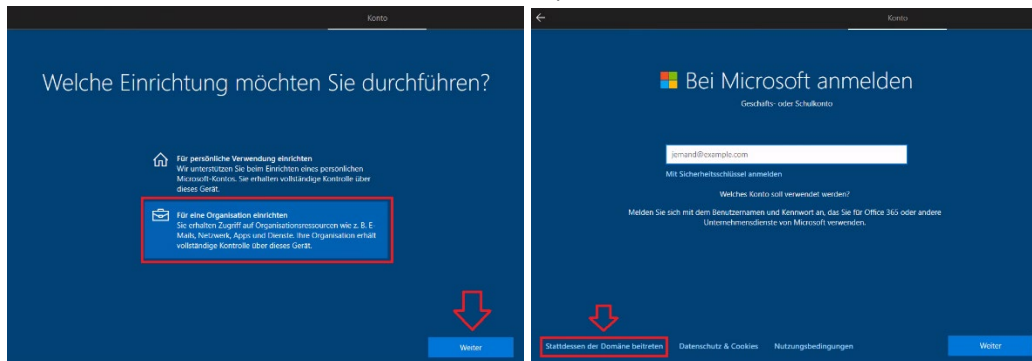 Konto
Welche Einrichtung möchten Sie durchführen?
Für persönliche Verwendung einrichten
Wir unterstützen Sie beim Einrichten eines persönlichen
Microsoft-Kontos. Sie erhalten vollständige Kontrolle über
dieses Gerät.
Für eine Organisation einrichten
Sie erhalten Zugriff auf Organisationsressourcen wie z. B. E-
Mails, Netzwerk, Apps und Dienste. Ihre Organisation erhält
vollständige Kontrolle über dieses Gerät.
Weiter
Konto
Bei Microsoft anmelden
Geschäfts- oder Schulkonto
jemand@example.com
Mit Sicherheitsschlüssel anmelden
Welches Konto soll verwendet werden?
Melden Sie sich mit dem Benutzernamen und Kennwort an, das Sie für Office 365 oder andere
Unternehmensdienste von Microsoft verwenden.
Stattdessen der Domäne beitreten
Datenschutz & Cookies
Nutzungsbedingungen
Weiter